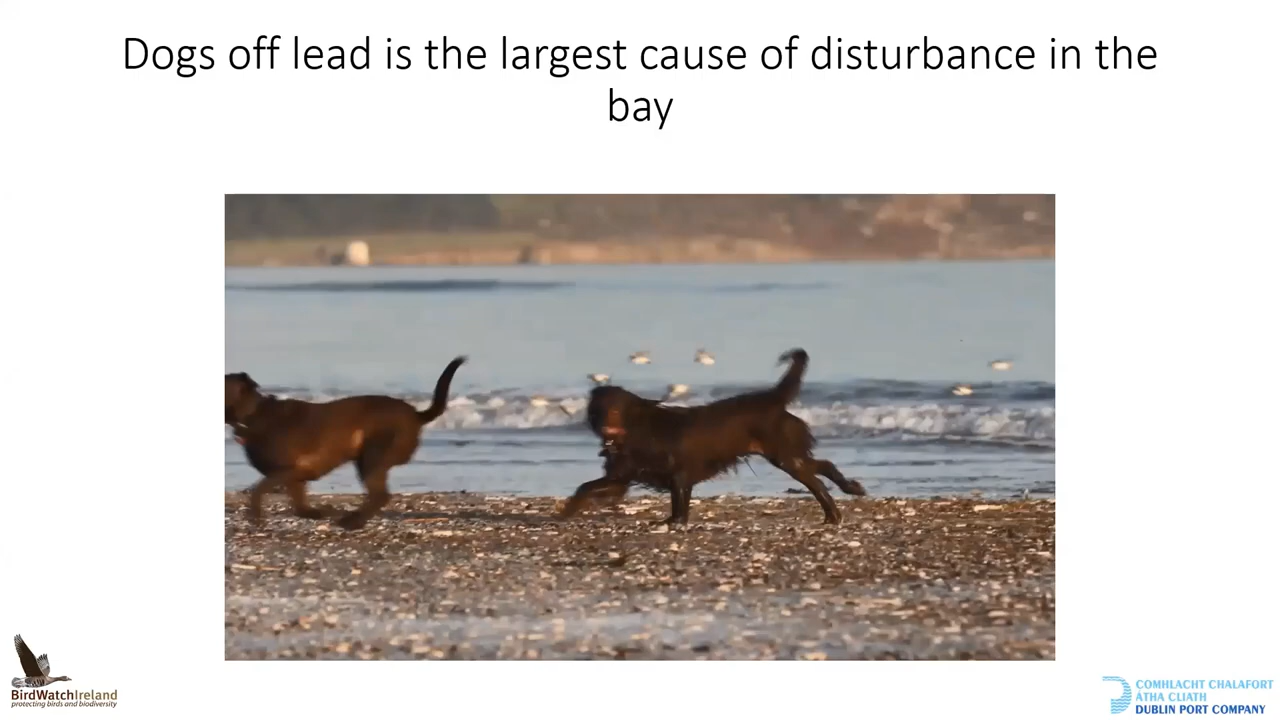 Dogs off lead is the largest cause of disturbance in the
bay
BirdWatchIreland
protecting birds and biodiversity
COMHLACHT CHALAFORT
ÁTHA CLIATH
DUBLIN PORT COMPANY